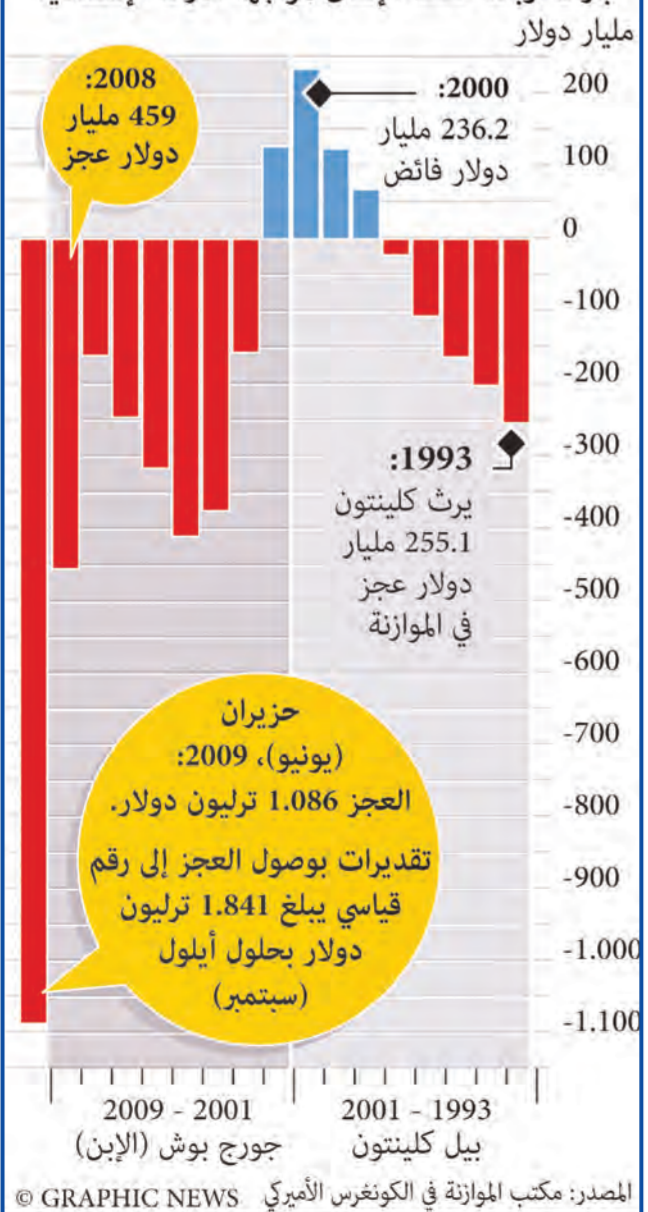 مليار دولار
2008:
459 مليار
دولار عجز
2000:
236.2 مليار
دولار فائض
200
100
0
-100
-200
-300
-400
-500
-600
-700
-800
-900
-1.000
-1.100
1993:
يرث كلينتون
255.1 مليار
دولار عجز
في الموازنة
حزيران
(يونيو)، 2009:
العجز 1.086 ترليون دولار.
تقديرات بوصول العجز إلى رقم
قياسي يبلغ 1.841 ترليون
دولار بحلول أيلول
(سبتمبر)
1993 - 2001
بيل كلينتون
2001 - 2009
جورج بوش (الإبن)
المصدر: مكتب الموازنة في الكونغرس الأميركي
© GRAPHIC NEWS